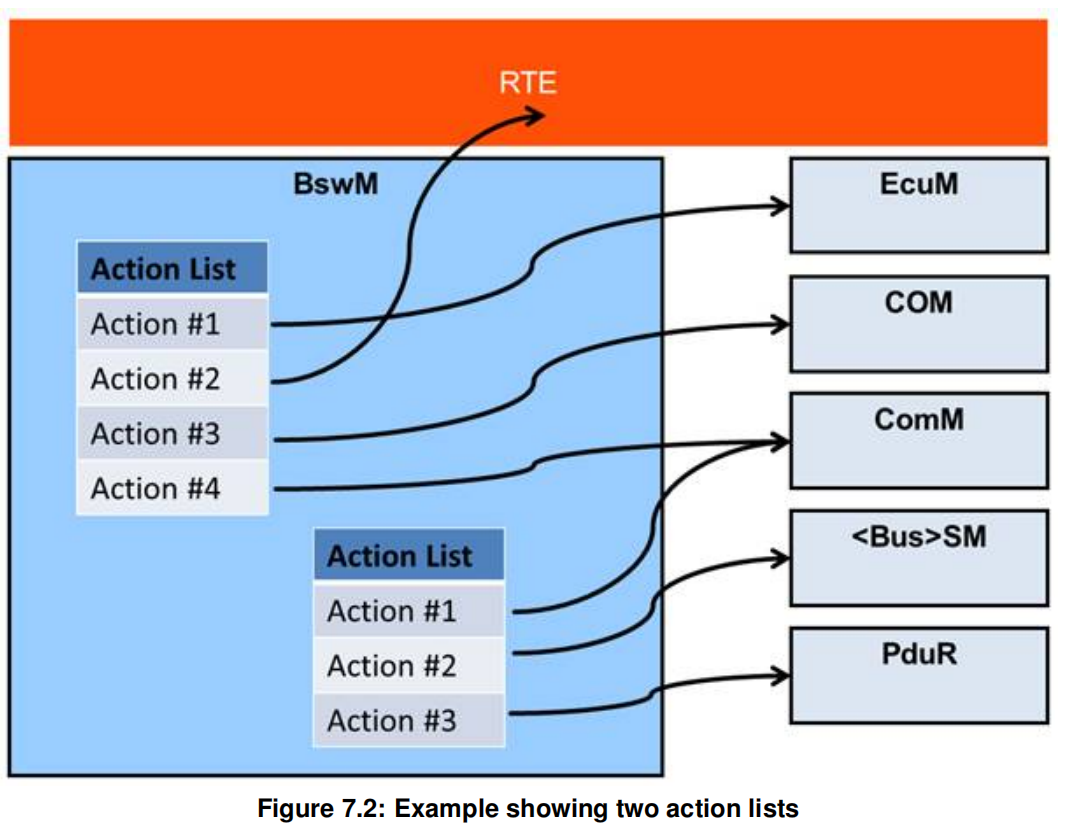 RTE
BswM
Action List
Action #1
Action #2
Action #3
Action #4
Action List
Action #1
Action #2
Action #3
EcuM
COM
ComM
<Bus>SM
PduR
Figure 7.2: Example showing two action lists